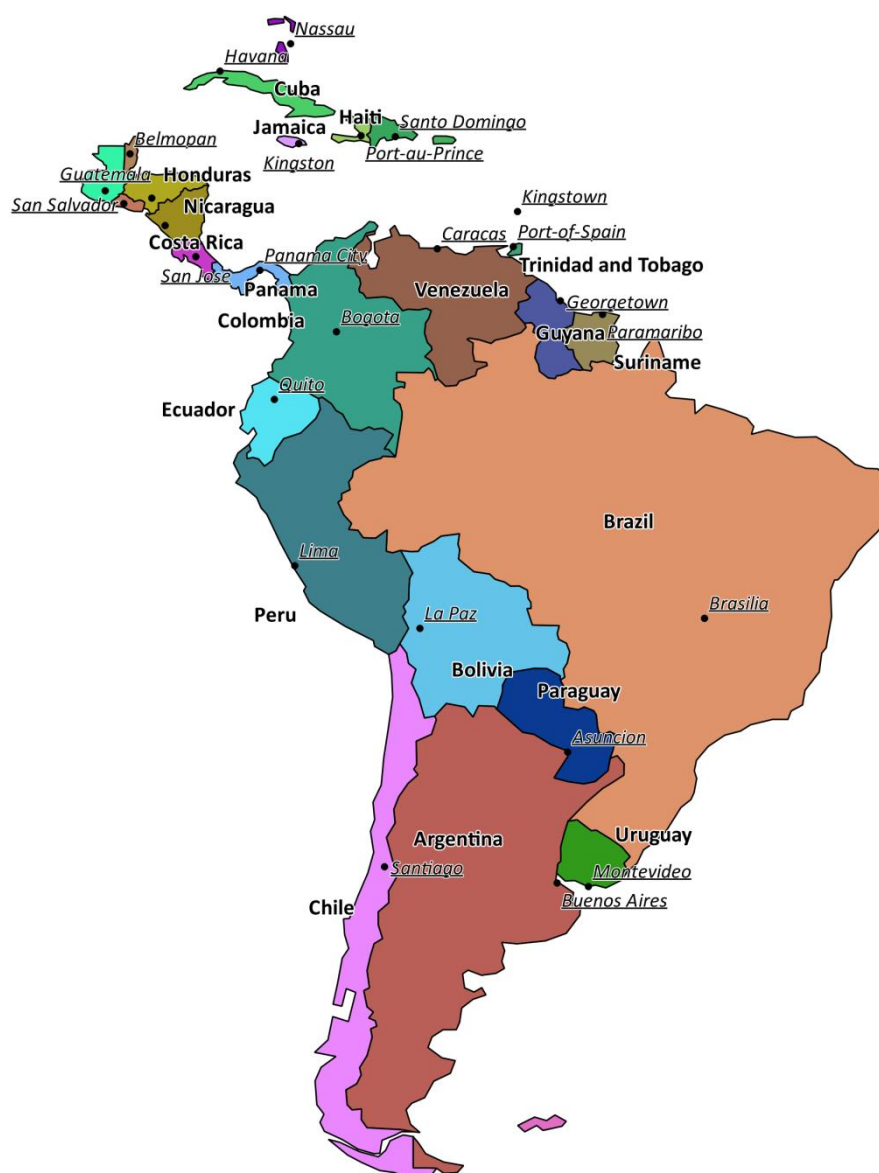 Nassau
Havana
Cuba
Haiti
Santo Domingo
Jamaica
Belmopan
Kingston
Port-au-Prince
Guatemala
Honduras
San Salvador
Nicaragua
Kingstown
Costa Rica
Caracas
Port-of-Spain
Panama City
San Jose
Trinidad and Tobago
Panama
Venezuela
Georgetown
Colombia
Bogota
Guyana
Paramaribo
Suriname
Quito
Ecuador
Brazil
Lima
Brasilia
Peru
La Paz
Bolivia
Paraguay
Asuncion
Uruguay
Argentina
Santiago
Montevideo
Buenos Aires
Chile